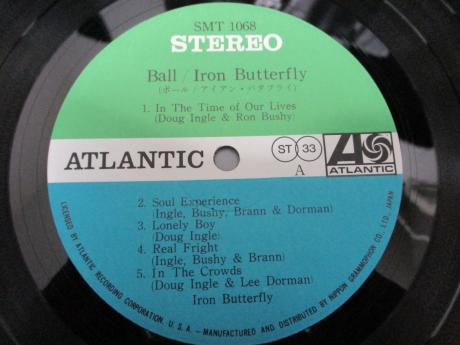 SMT 1068
STEREO
Ball / Iron Butterfly
(ボール / アイアン・バタフライ)
1. In The Time of Our Lives
(Doug Ingle & Ron Bushy)
ATLANTIC
ST 33
A
ATLANTIC
2. Soul Experience
(Ingle, Bushy, Brann & Dorman)
3. Lonely Boy
(Doug Ingle)
4. Real Fright
(Ingle, Bushy & Brann)
5. In The Crowds
(Doug Ingle & Lee Dorman)
Iron Butterfly
LICENSED BY ATLANTIC RECORDING CORPORATION, U.S.A. — MANUFACTURED AND DISTRIBUTED BY NIPPON GRAMMOPHON CO. LTD. JAPAN